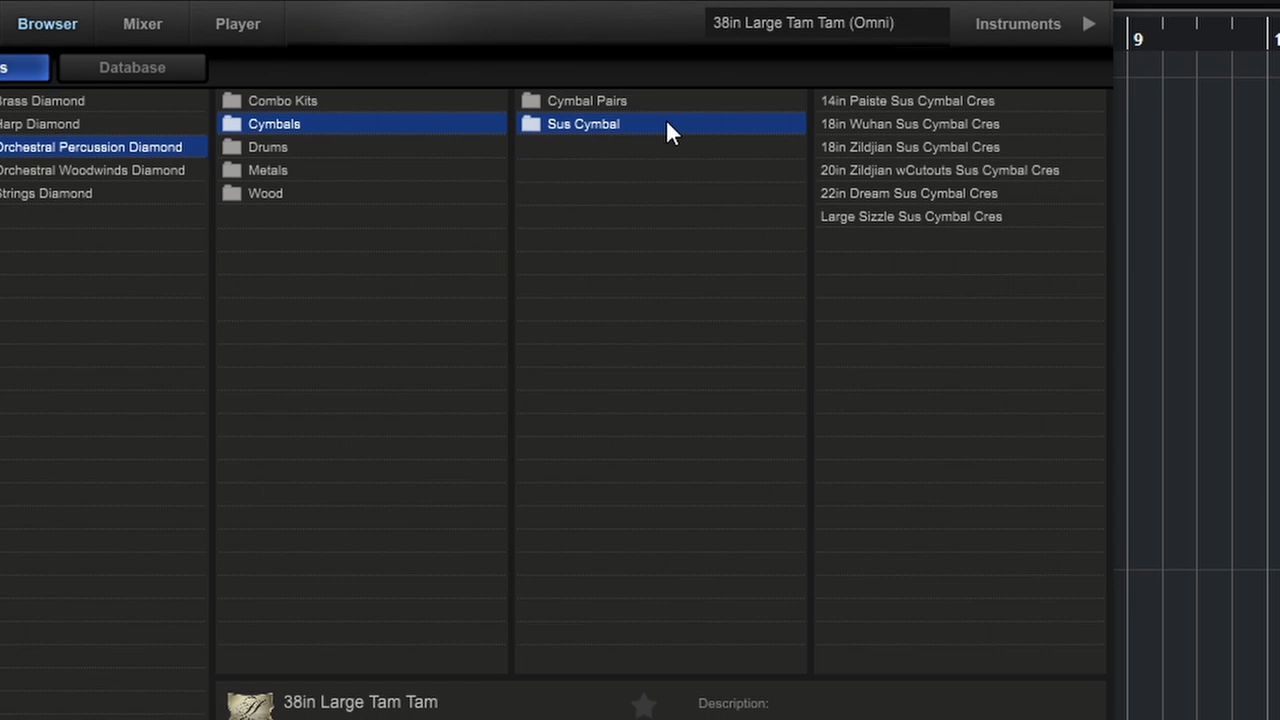 Browser
Mixer
Player
38in Large Tam Tam (Omni)
Instruments
9
s
Database
Brass Diamond
Harp Diamond
Orchestral Percussion Diamond
Orchestral Woodwinds Diamond
Strings Diamond
Combo Kits
Cymbals
Drums
Metals
Wood
Cymbal Pairs
Sus Cymbal
14in Paiste Sus Cymbal Cres
18in Wuhan Sus Cymbal Cres
18in Zildjian Sus Cymbal Cres
20in Zildjian wCutouts Sus Cymbal Cres
22in Dream Sus Cymbal Cres
Large Sizzle Sus Cymbal Cres
38in Large Tam Tam
Description: